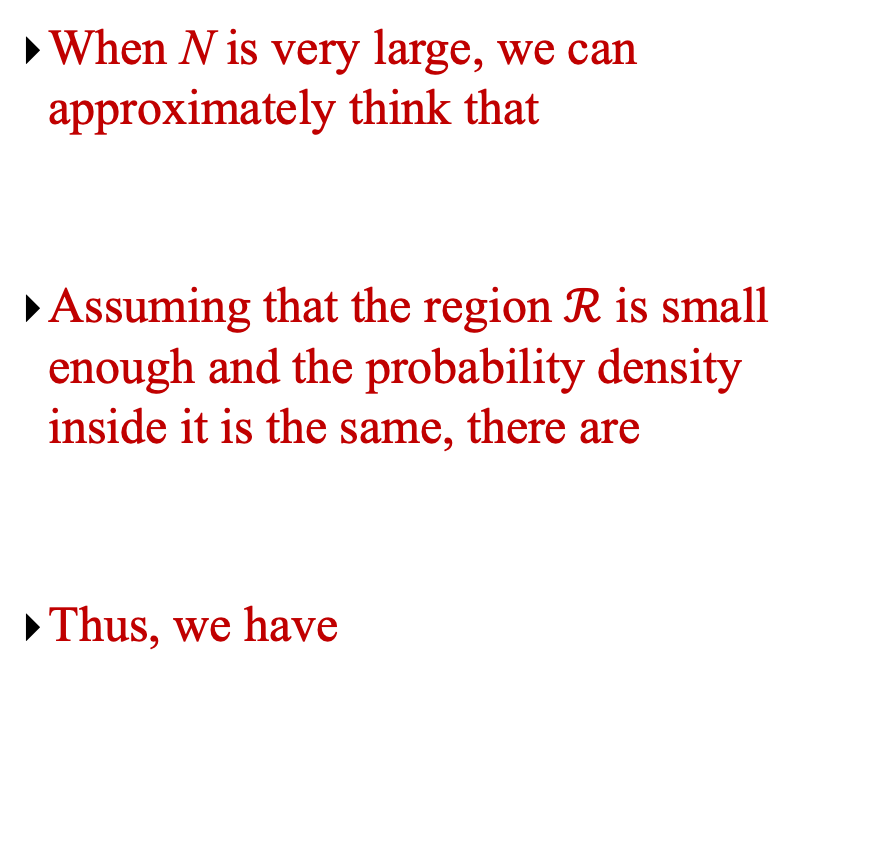 When N is very large, we can
approximately think that
Assuming that the region ℛ is small
enough and the probability density
inside it is the same, there are
Thus, we have